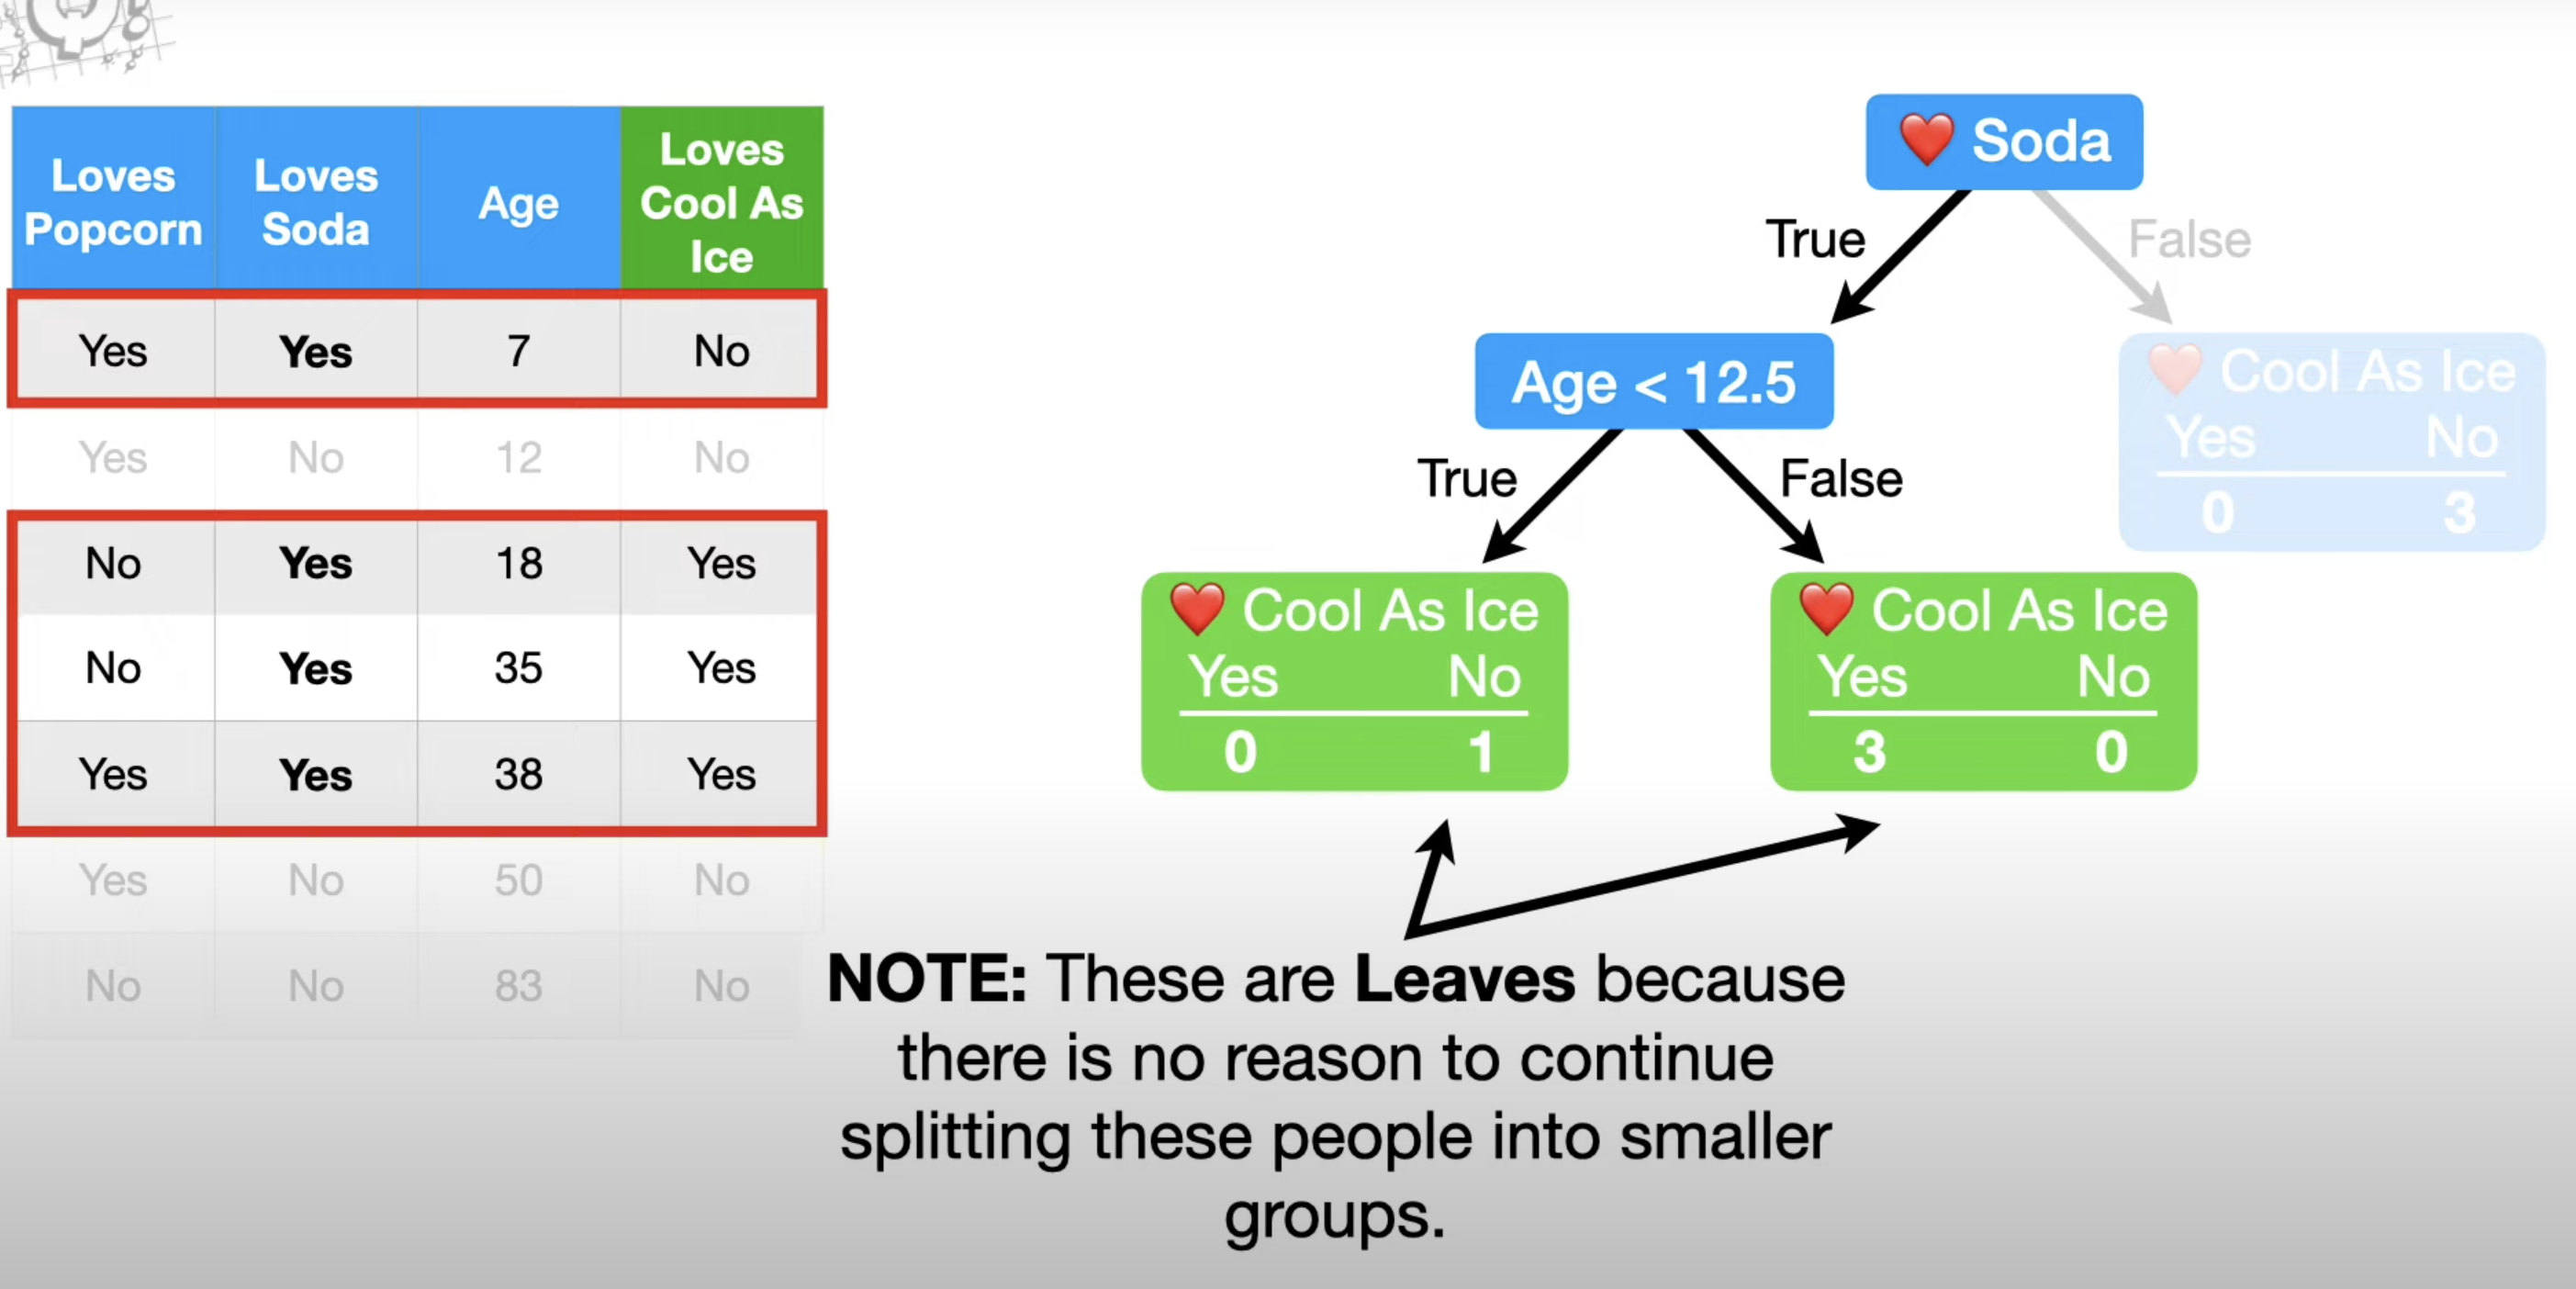 Loves Popcorn
Loves Soda
Age
Loves Cool As Ice
Yes Yes 7 No
Yes No 12 No
No Yes 18 Yes
No Yes 35 Yes
Yes Yes 38 Yes
Yes No 50 No
No No 83 No
❤️ Soda
True
False
Age < 12.5
❤️ Cool As Ice
Yes No
0 3
True
False
❤️ Cool As Ice
Yes No
0 1
❤️ Cool As Ice
Yes No
3 0
NOTE: These are Leaves because
there is no reason to continue
splitting these people into smaller
groups.